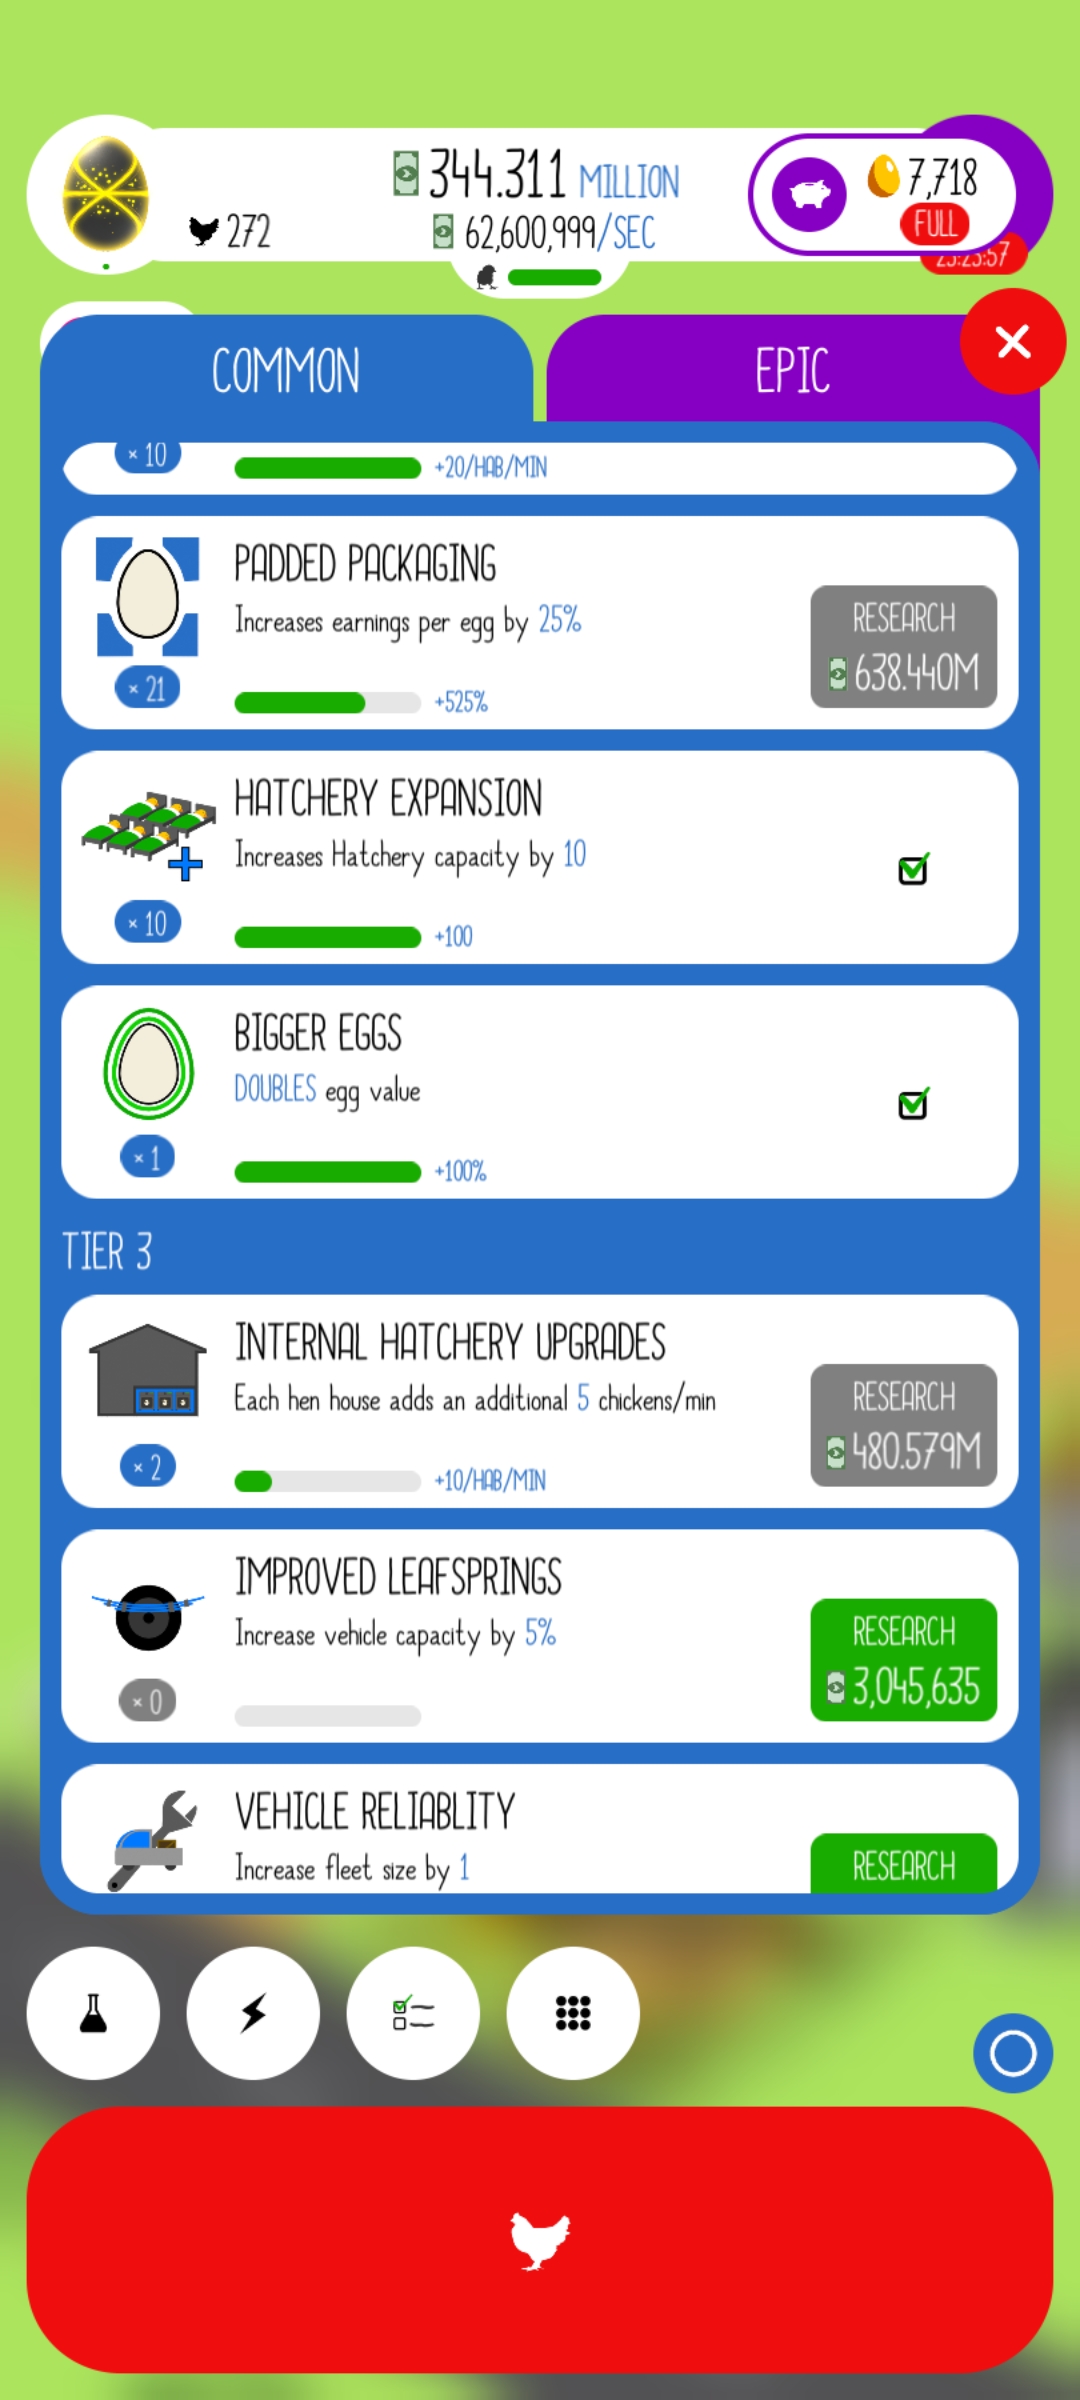 344.311 MILLION
7,718
272
62,600,999/SEC
FULL
23:23:57
COMMON
EPIC
× 10
+20/HAB/MIN
PADDED PACKAGING
Increases earnings per egg by 25%
RESEARCH
638.440M
× 21
+525%
HATCHERY EXPANSION
Increases Hatchery capacity by 10
× 10
+100
BIGGER EGGS
DOUBLES egg value
× 1
+100%
TIER 3
INTERNAL HATCHERY UPGRADES
Each hen house adds an additional 5 chickens/min
RESEARCH
480.579M
× 2
+10/HAB/MIN
IMPROVED LEAFSPRINGS
Increase vehicle capacity by 5%
RESEARCH
3,045,635
× 0
VEHICLE RELIABLITY
Increase fleet size by 1
RESEARCH